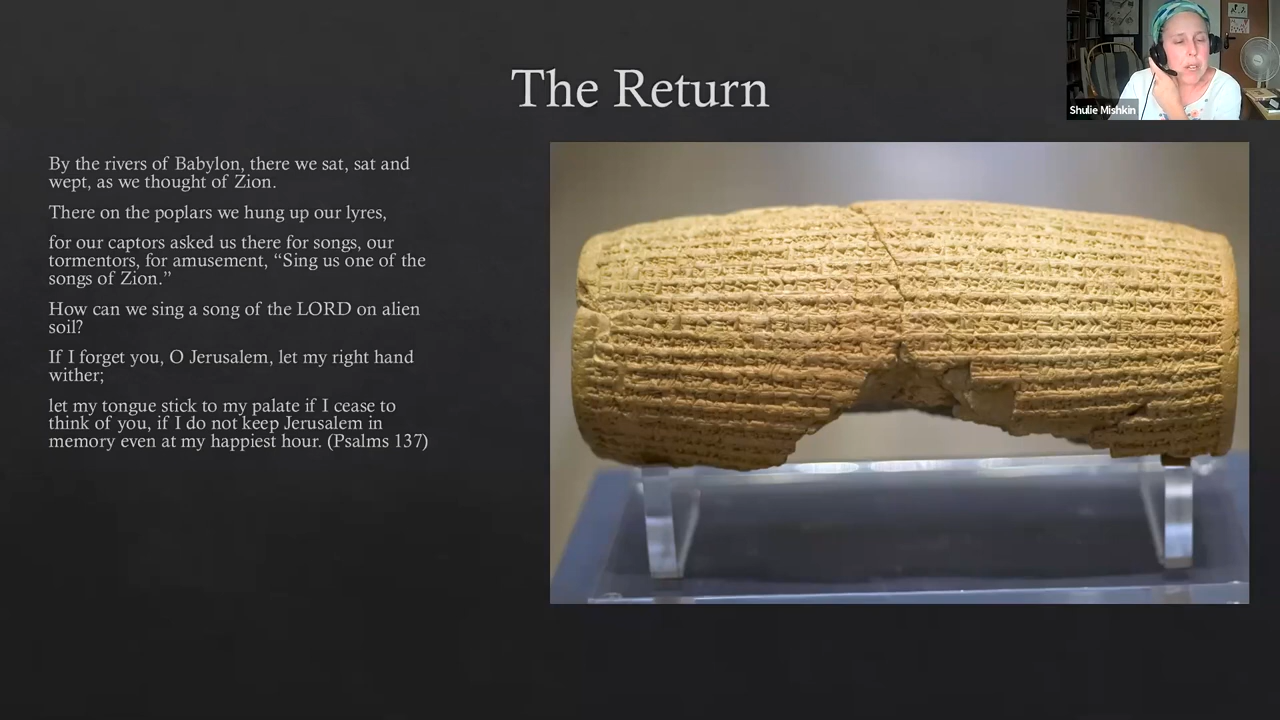 The Return
Shulie Mishkin
By the rivers of Babylon, there we sat, sat and
wept, as we thought of Zion.
There on the poplars we hung up our lyres,
for our captors asked us there for songs, our
tormentors, for amusement, “Sing us one of the
songs of Zion.”
How can we sing a song of the LORD on alien
soil?
If I forget you, O Jerusalem, let my right hand
wither;
let my tongue stick to my palate if I cease to
think of you, if I do not keep Jerusalem in
memory even at my happiest hour. (Psalms 137)